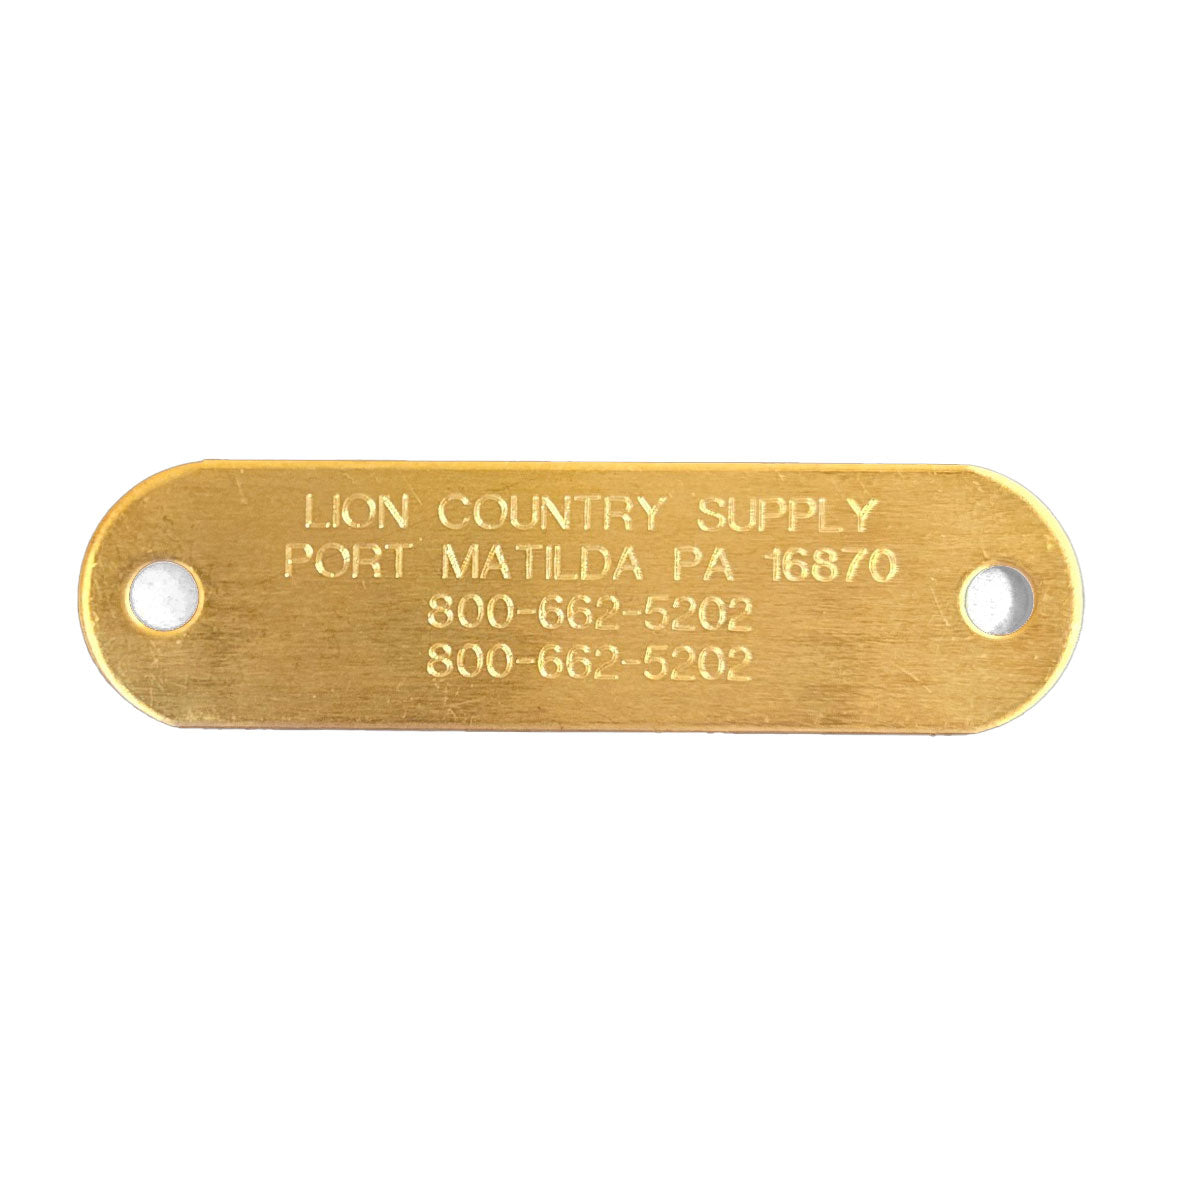 LION COUNTRY SUPPLY
PORT MATILDA PA 16870
800-662-5202
800-662-5202